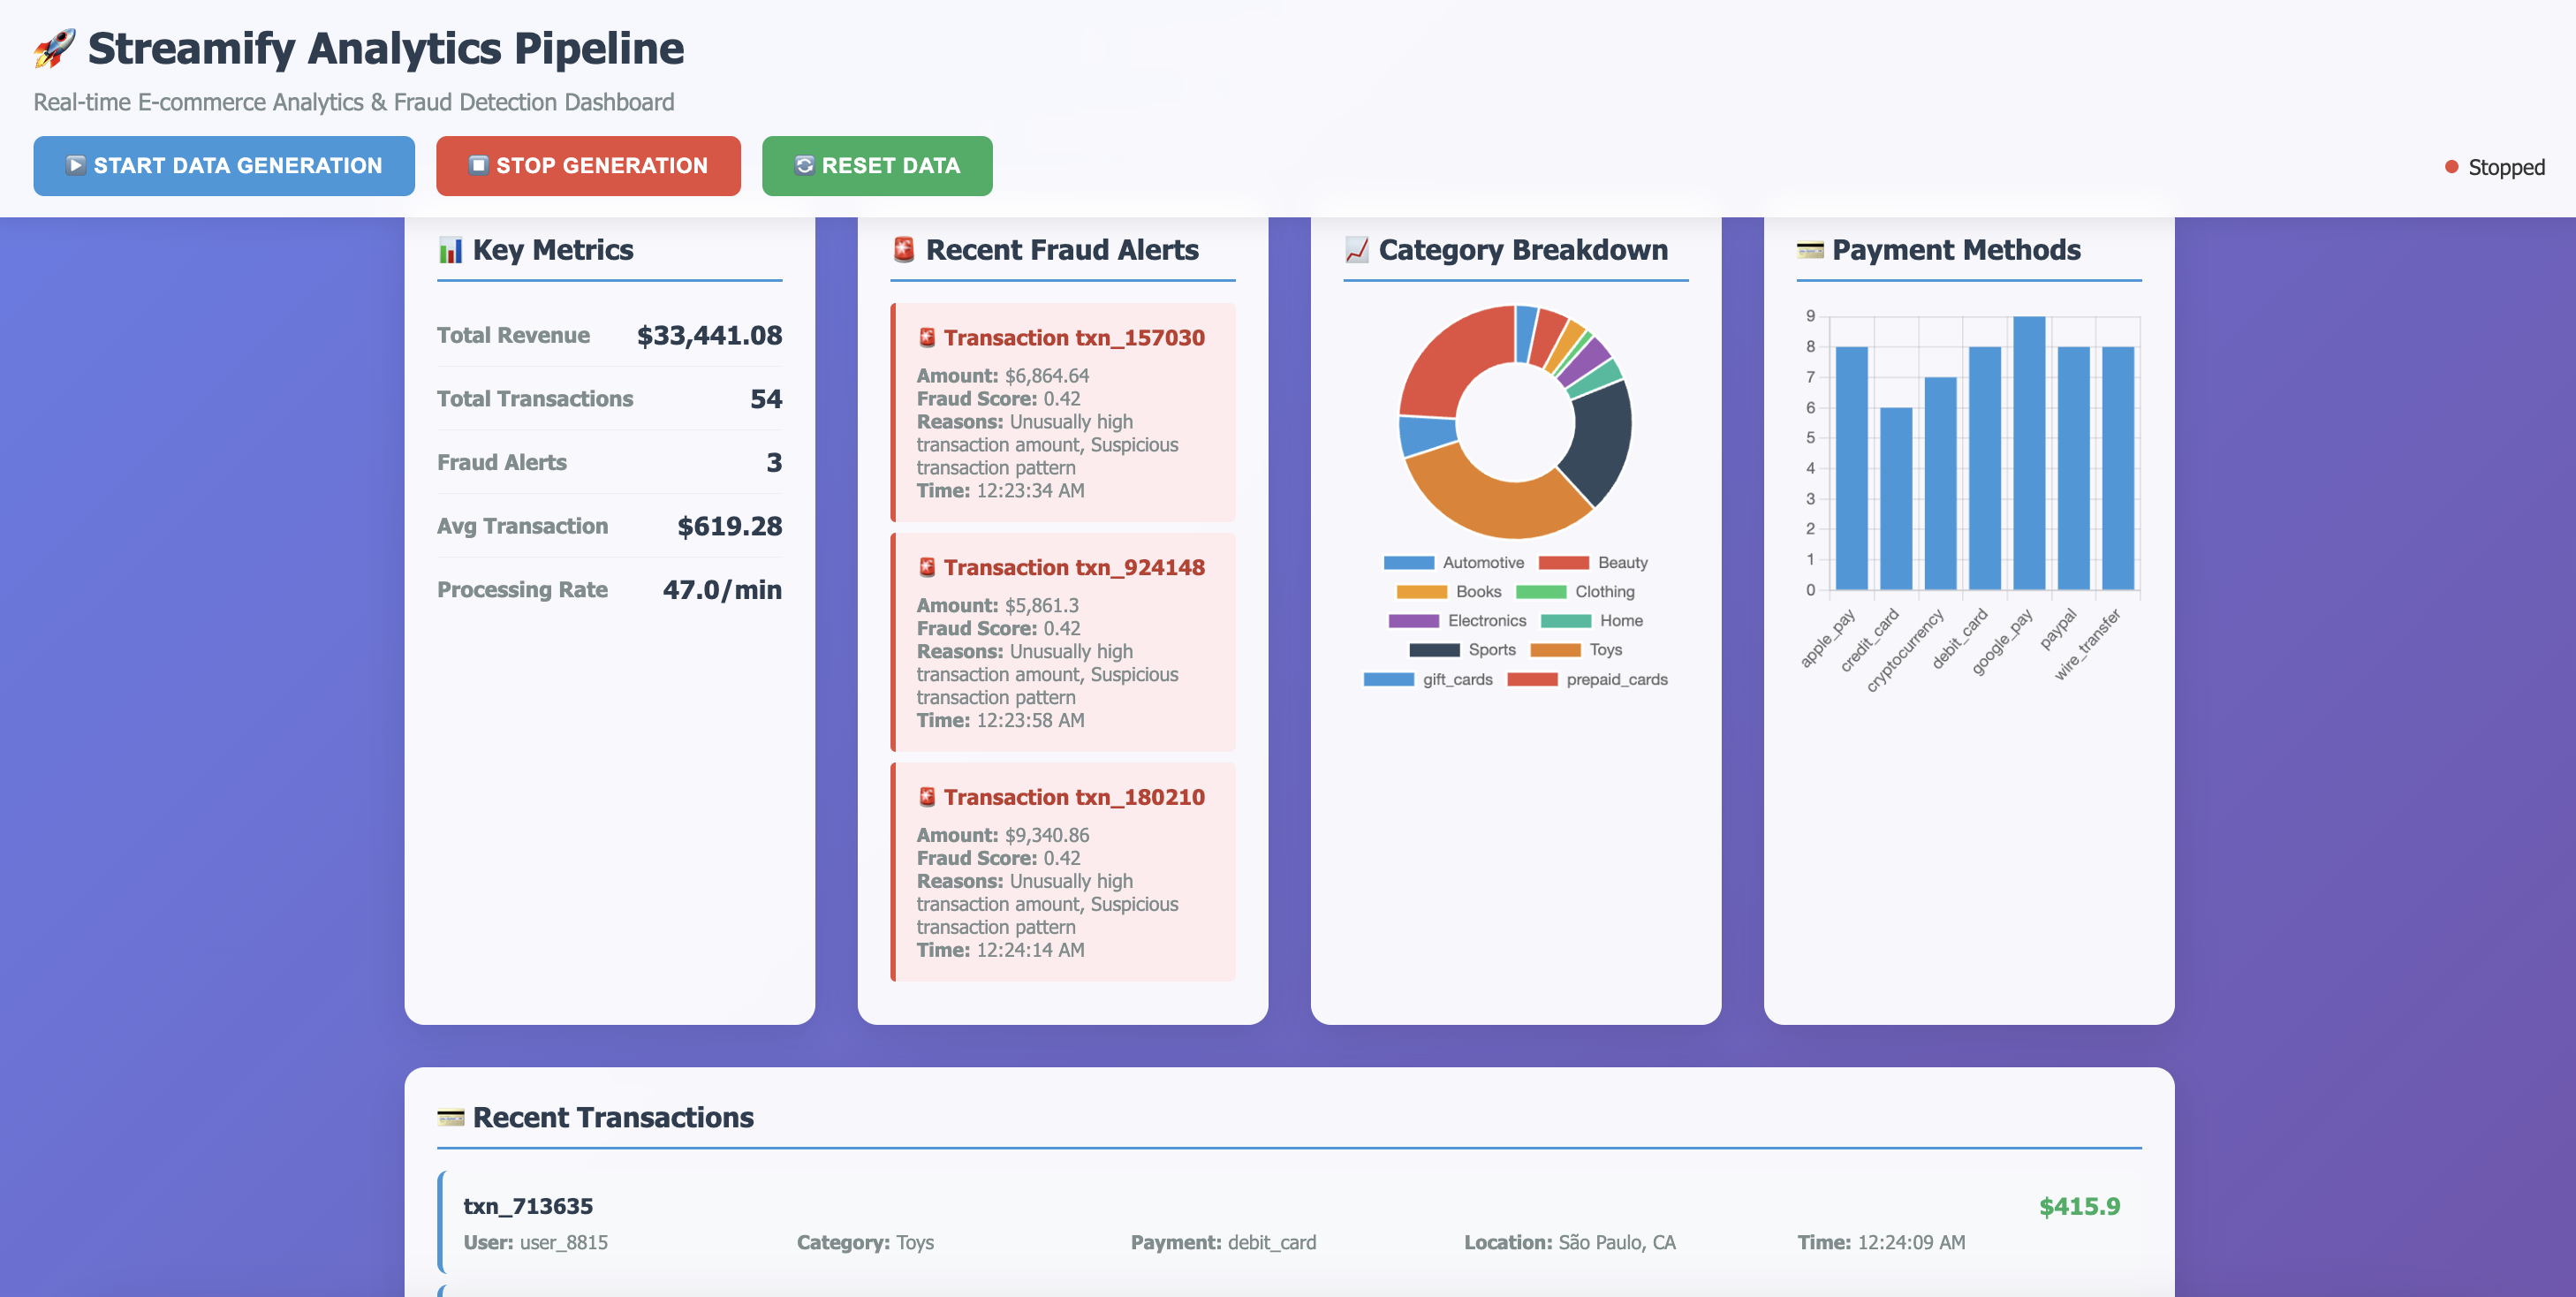 🚀 Streamify Analytics Pipeline
Real-time E-commerce Analytics & Fraud Detection Dashboard
▶️ START DATA GENERATION
⏹️ STOP GENERATION
🔄 RESET DATA
Stopped
📊 Key Metrics
Total Revenue $33,441.08
Total Transactions 54
Fraud Alerts 3
Avg Transaction $619.28
Processing Rate 47.0/min
🚨 Recent Fraud Alerts
🚨 Transaction txn_157030
Amount: $6,864.64
Fraud Score: 0.42
Reasons: Unusually high
transaction amount, Suspicious
transaction pattern
Time: 12:23:34 AM
🚨 Transaction txn_924148
Amount: $5,861.3
Fraud Score: 0.42
Reasons: Unusually high
transaction amount, Suspicious
transaction pattern
Time: 12:23:58 AM
🚨 Transaction txn_180210
Amount: $9,340.86
Fraud Score: 0.42
Reasons: Unusually high
transaction amount, Suspicious
transaction pattern
Time: 12:24:14 AM
📈 Category Breakdown
Automotive Beauty
Books Clothing
Electronics Home
Sports Toys
gift_cards prepaid_cards
💳 Payment Methods
9
8
7
6
5
4
3
2
1
0
apple_pay
credit_card
cryptocurrency
debit_card
google_pay
paypal
wire_transfer
💳 Recent Transactions
txn_713635 $415.9
User: user_8815 Category: Toys Payment: debit_card Location: São Paulo, CA Time: 12:24:09 AM